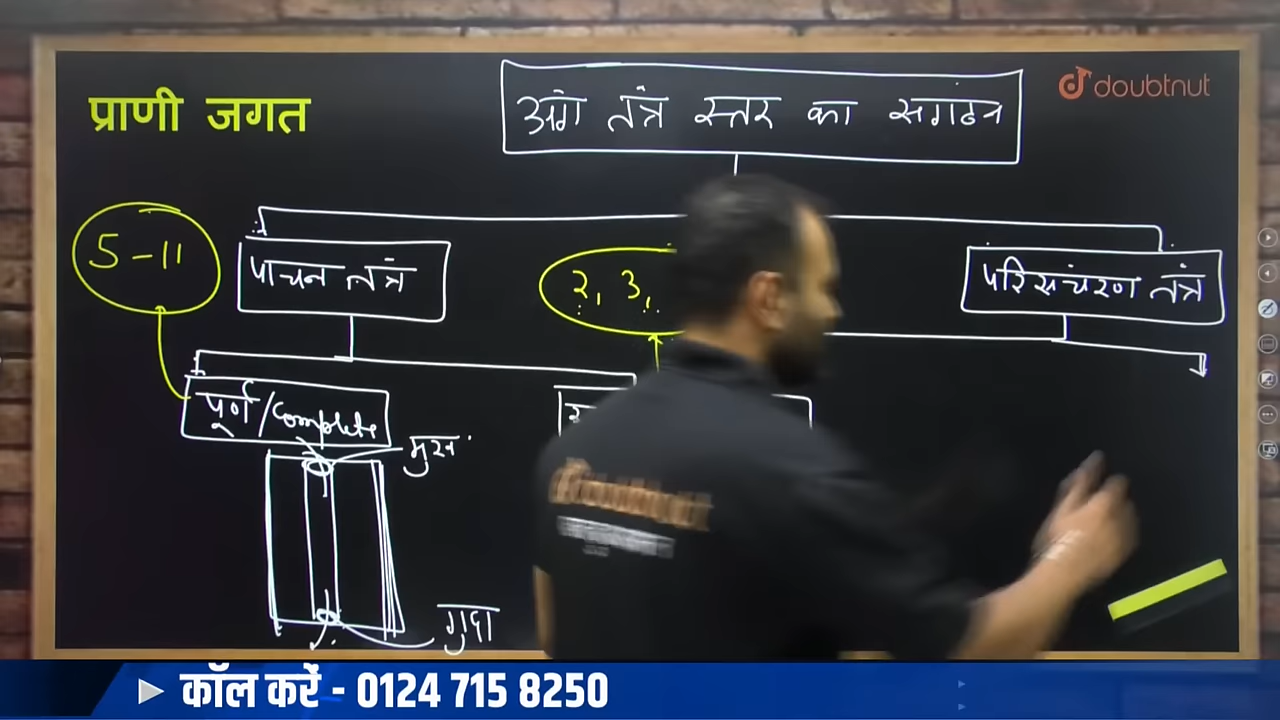 प्राणी जगत
अंग तंत्र स्तर का संगठन
doubtnut
5-11
पाचन तंत्र
2, 3,
परिसंचरण तंत्र
पूर्ण/complete
मुख
गुदा
कॉल करें - 0124 715 8250